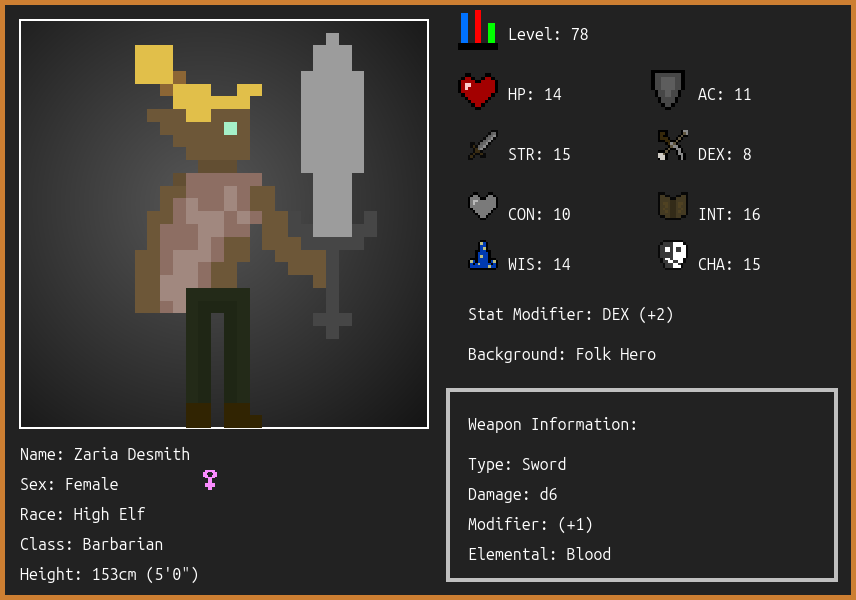 Level: 78
HP: 14
AC: 11
STR: 15
DEX: 8
CON: 10
INT: 16
WIS: 14
CHA: 15
Stat Modifier: DEX (+2)
Background: Folk Hero
Weapon Information:
Type: Sword
Damage: d6
Modifier: (+1)
Elemental: Blood
Name: Zaria Desmith
Sex: Female
Race: High Elf
Class: Barbarian
Height: 153cm (5'0")